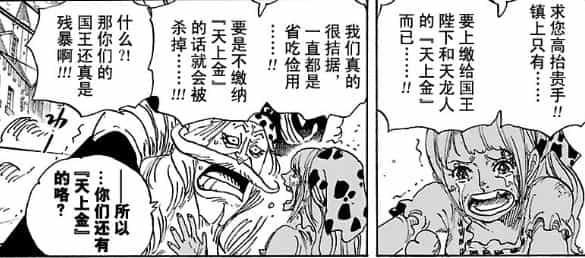 求您高抬贵手!!
镇上只有……
要上缴给国王
陛下和天龙人
的『天上金』
而已……!!
我们真的
很拮据，
一直都是
省吃俭用
……!!
要是不缴纳
『天上金』
的话就会被
杀掉……!!!
什么?!
那你们的
国王还真是
残暴啊!!!
——所以
…你们还有
『天上金』
的咯？